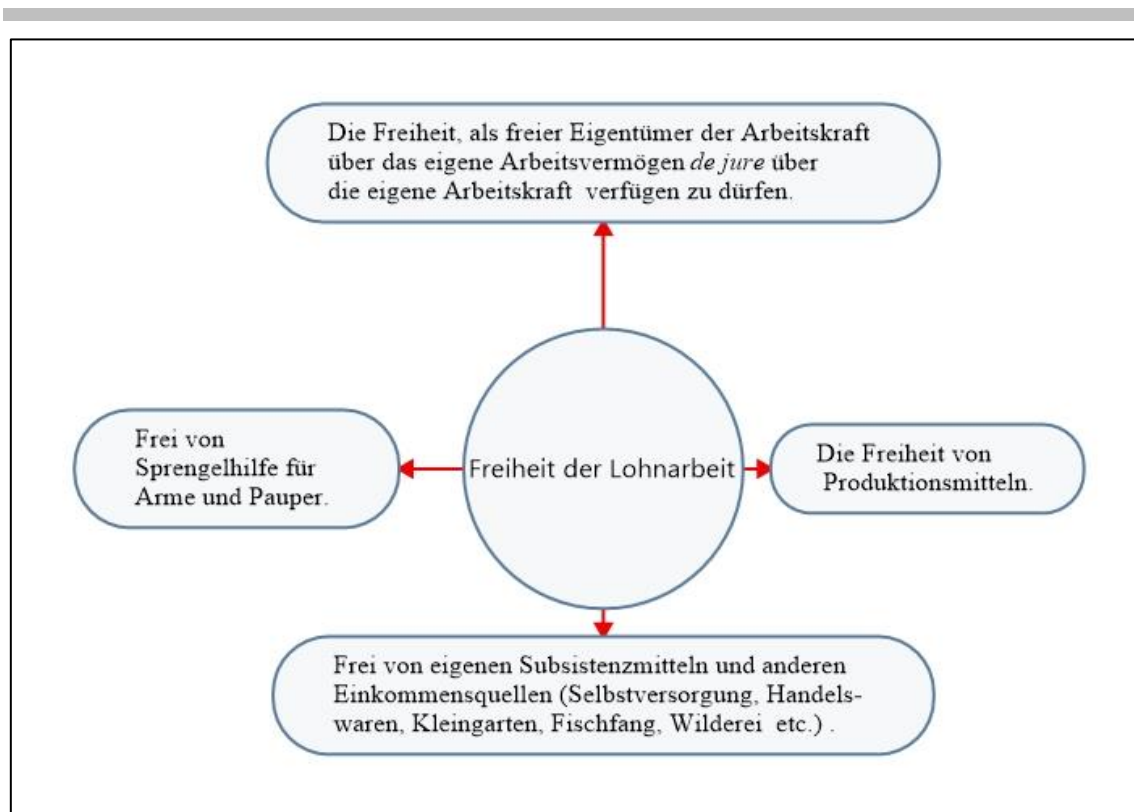 Die Freiheit, als freier Eigentümer der Arbeitskraft
über das eigene Arbeitsvermögen de jure über
die eigene Arbeitskraft verfügen zu dürfen.
Frei von
Sprengelhilfe für
Arme und Pauper.
Freiheit der Lohnarbeit
Die Freiheit von
Produktionsmitteln.
Frei von eigenen Subsistenzmitteln und anderen
Einkommensquellen (Selbstversorgung, Handels-
waren, Kleingarten, Fischfang, Wilderei etc.) .